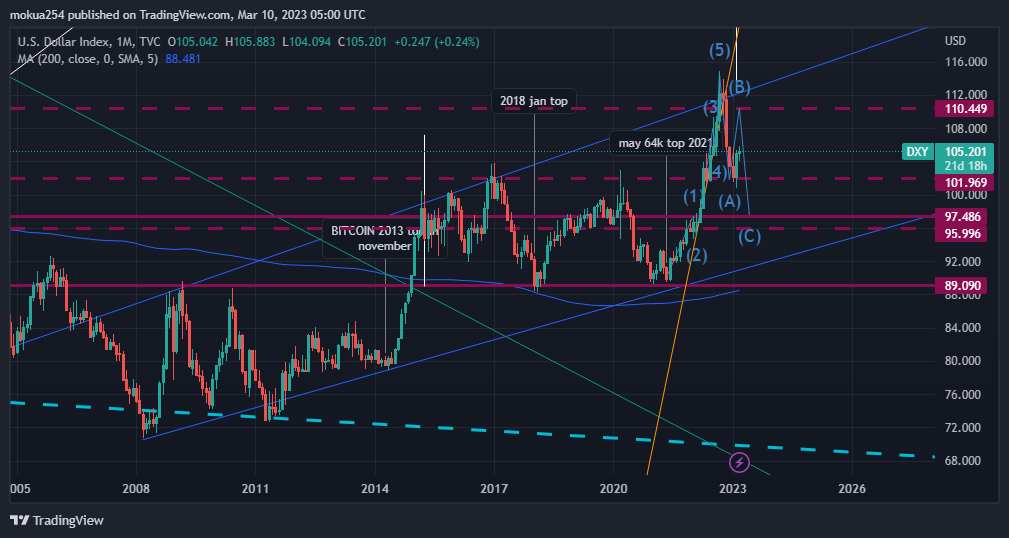 mokua254 published on TradingView.com, Mar 10, 2023 05:00 UTC
U.S. Dollar Index, 1M, TVC O105.042 H105.883 L104.094 C105.201 +0.247 (+0.24%)
MA (200, close, 0, SMA, 5) 88.481
USD
116.000
112.000
110.449
108.000
DXY 105.201
21d 18h
101.969
100.000
97.486
95.996
92.000
89.090
88.000
84.000
80.000
76.000
72.000
68.000
(5)
(B)
2018 jan top
(3)
may 64k top 2021
(4)
(1)
(A)
BITCOIN 2013
november
(C)
(2)
005 2008 2011 2014 2017 2020 2023 2026
TradingView